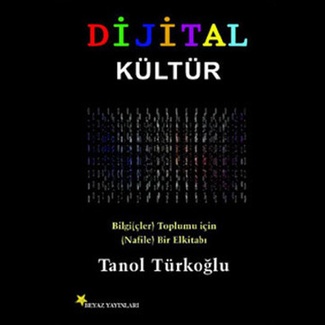 DİJİTAL
KÜLTÜR
Bilgi(çler) Toplumu için
(Nafile) Bir Elkitabı
Tanol Türkoğlu
BEYAZ YAYINLARI